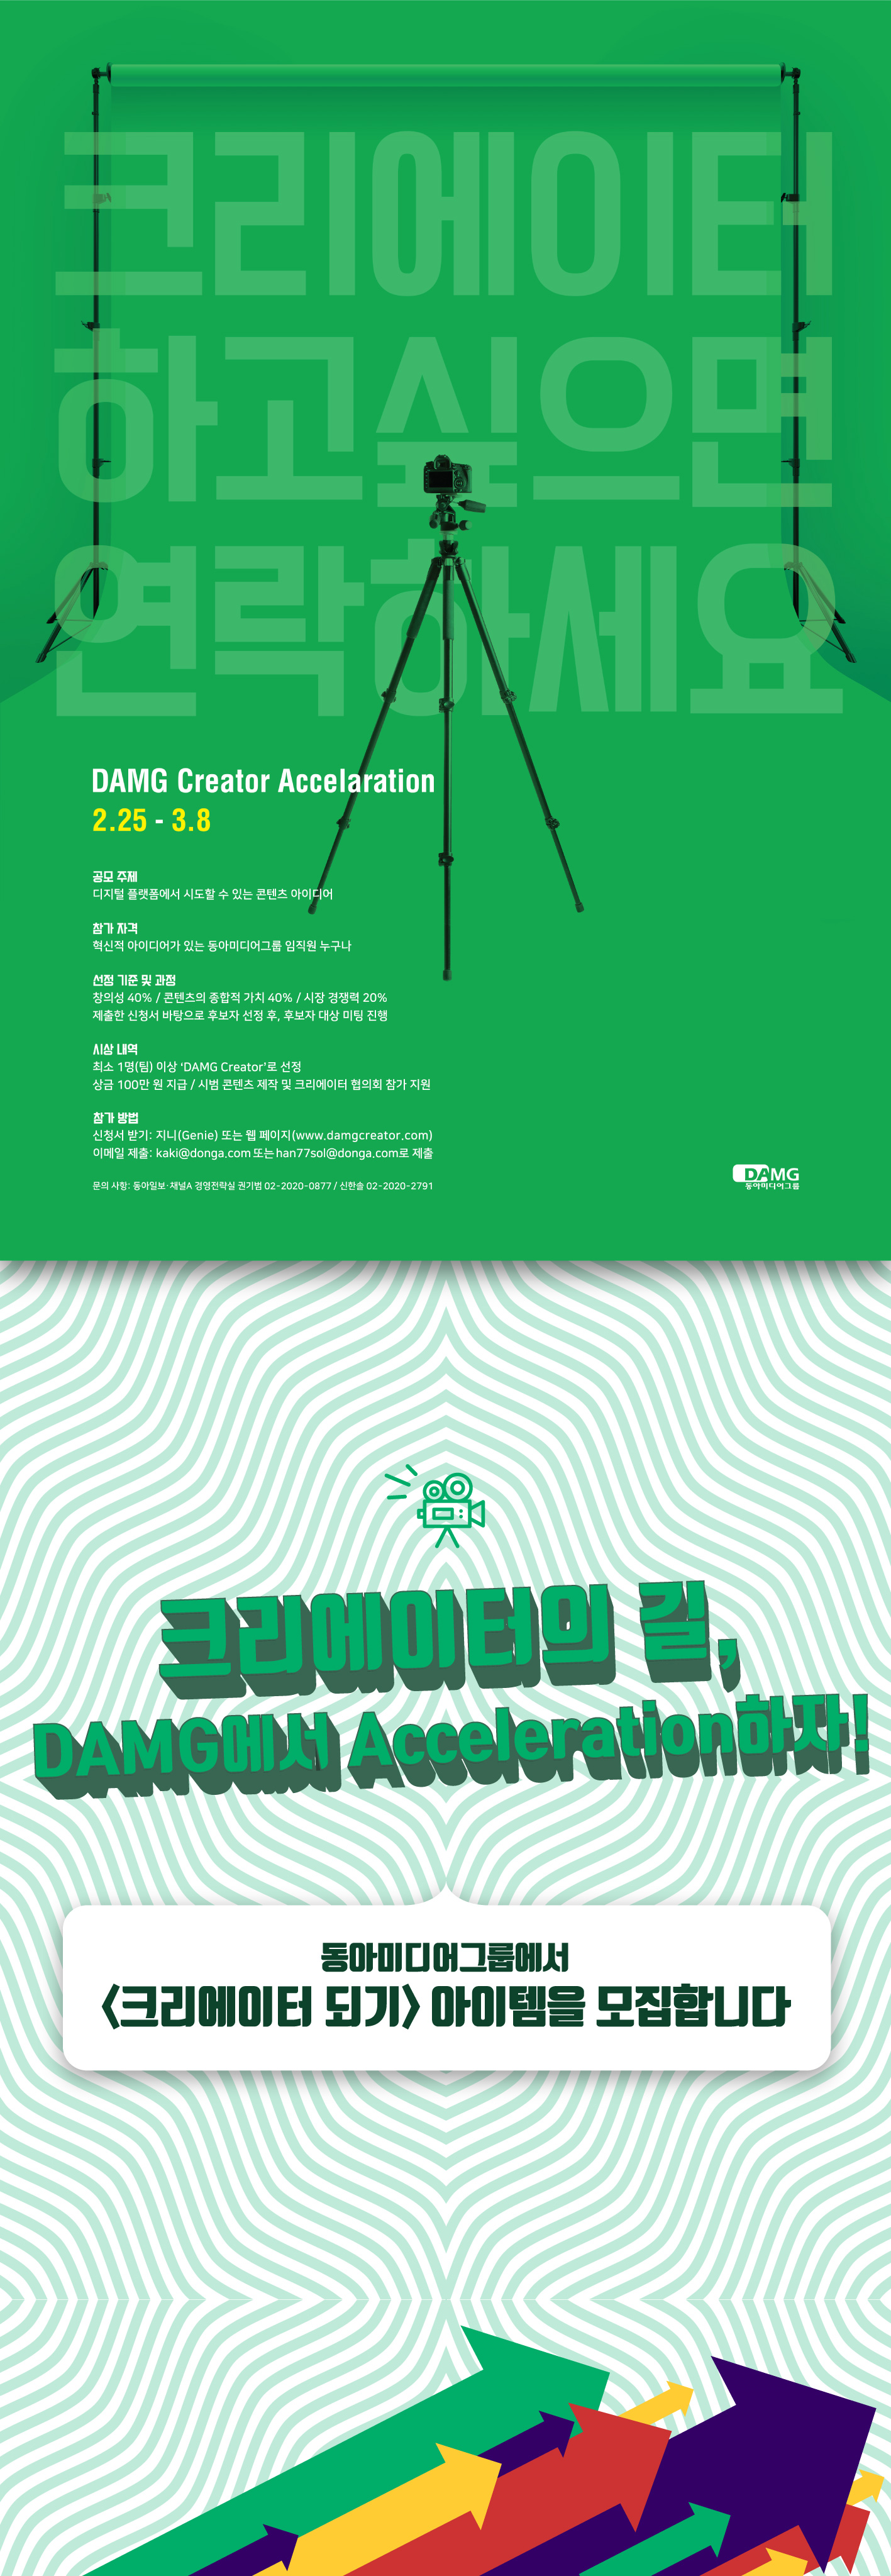 크리에이터
하고싶으면
연락하세요
DAMG Creator Accelaration
2.25 - 3.8
공모 주제
디지털 플랫폼에서 시도할 수 있는 콘텐츠 아이디어
참가 자격
혁신적 아이디어가 있는 동아미디어그룹 임직원 누구나
선정 기준 및 과정
창의성 40% / 콘텐츠의 종합적 가치 40% / 시장 경쟁력 20%
제출한 신청서 바탕으로 후보자 선정 후, 후보자 대상 미팅 진행
시상 내역
최소 1명(팀) 이상 ‘DAMG Creator’로 선정
상금 100만 원 지급 / 시범 콘텐츠 제작 및 크리에이터 협의회 참가 지원
참가 방법
신청서 받기: 지니(Genie) 또는 웹 페이지(www.damgcreator.com)
이메일 제출: kaki@donga.com 또는 han77sol@donga.com로 제출
문의 사항: 동아일보·채널A 경영전략실 권기범 02-2020-0877 / 신한솔 02-2020-2791
DAMG
동아미디어그룹
크리에이터의 길,
DAMG에서 Acceleration하자!
동아미디어그룹에서
<크리에이터 되기> 아이템을 모집합니다